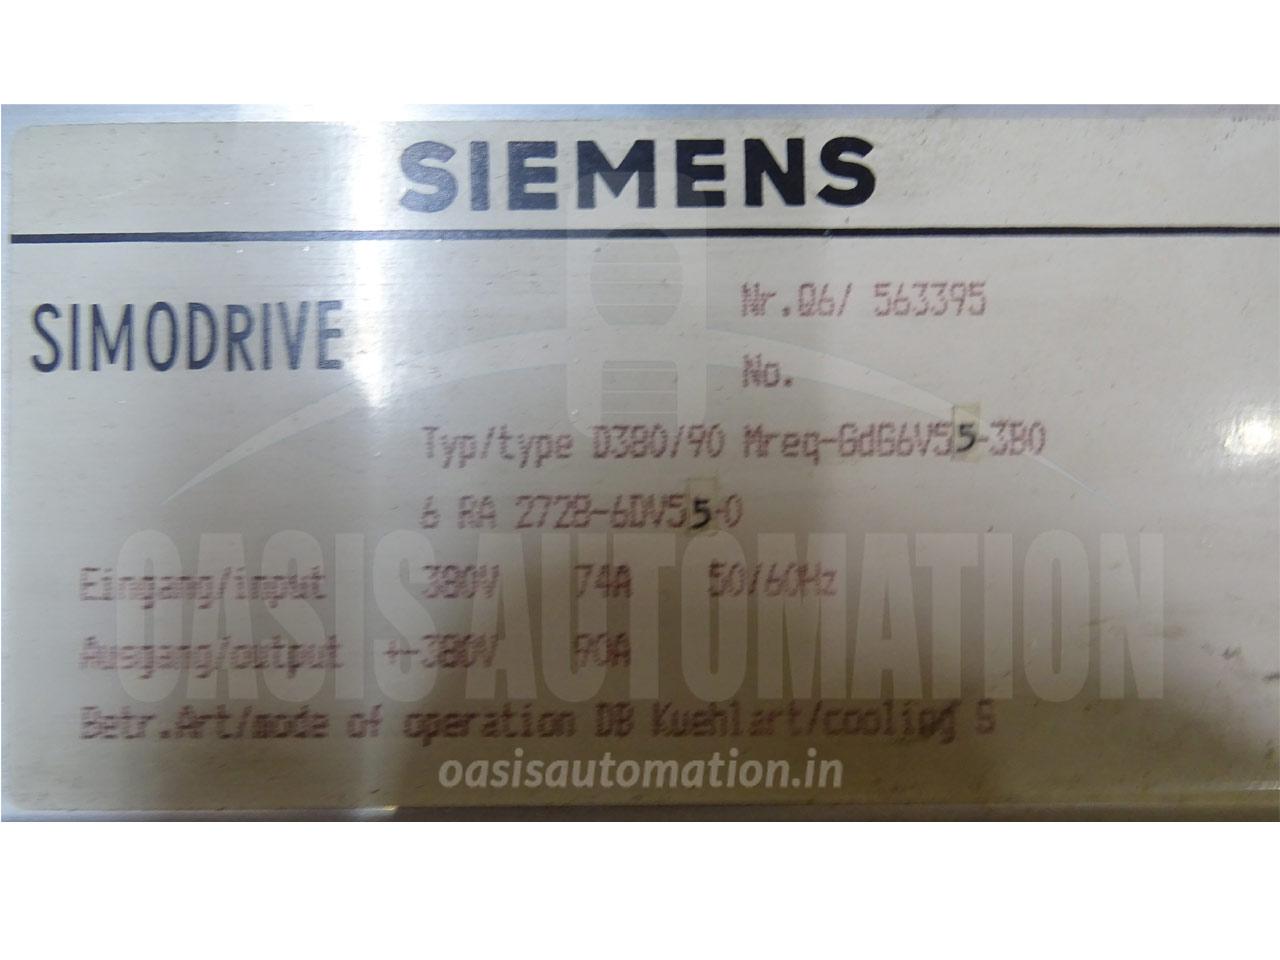 SIEMENS
SIMODRIVE
Nr.Q6/ 563395
No.
Typ/type D380/90 Mreq-GdG6V55-3B0
6 RA 2728-6DV55-0
Eingang/input 380V 74A 50/60Hz
Ausgang/output +-380V 90A
Betr.Art/mode of operation DB Kuehlart/cooling S
OASIS AUTOMATION
oasisautomation.in